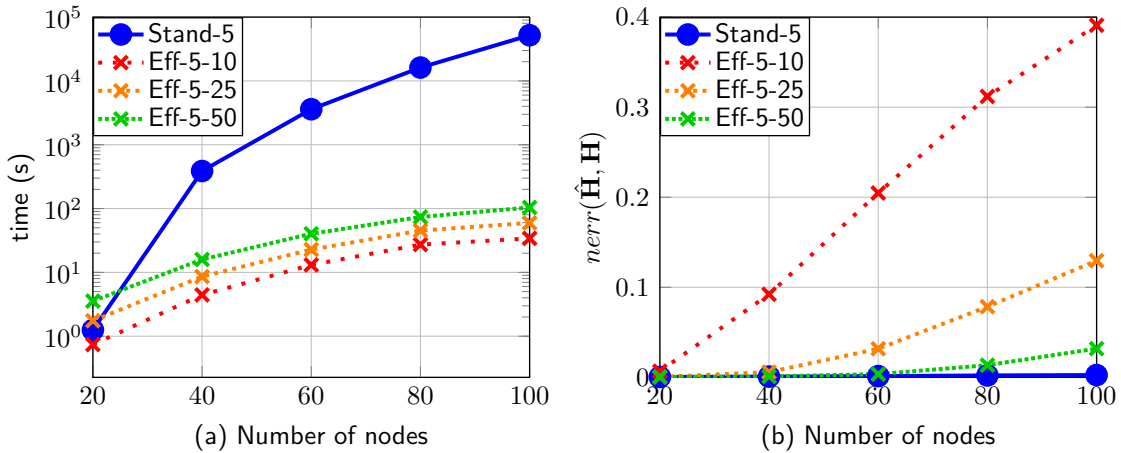 10^5
10^4
10^3
10^2
10^1
10^0
time (s)
Stand-5
Eff-5-10
Eff-5-25
Eff-5-50
20 40 60 80 100
(a) Number of nodes
0.4
0.3
0.2
0.1
0
nerr(Ĥ, H)
Stand-5
Eff-5-10
Eff-5-25
Eff-5-50
20 40 60 80 100
(b) Number of nodes